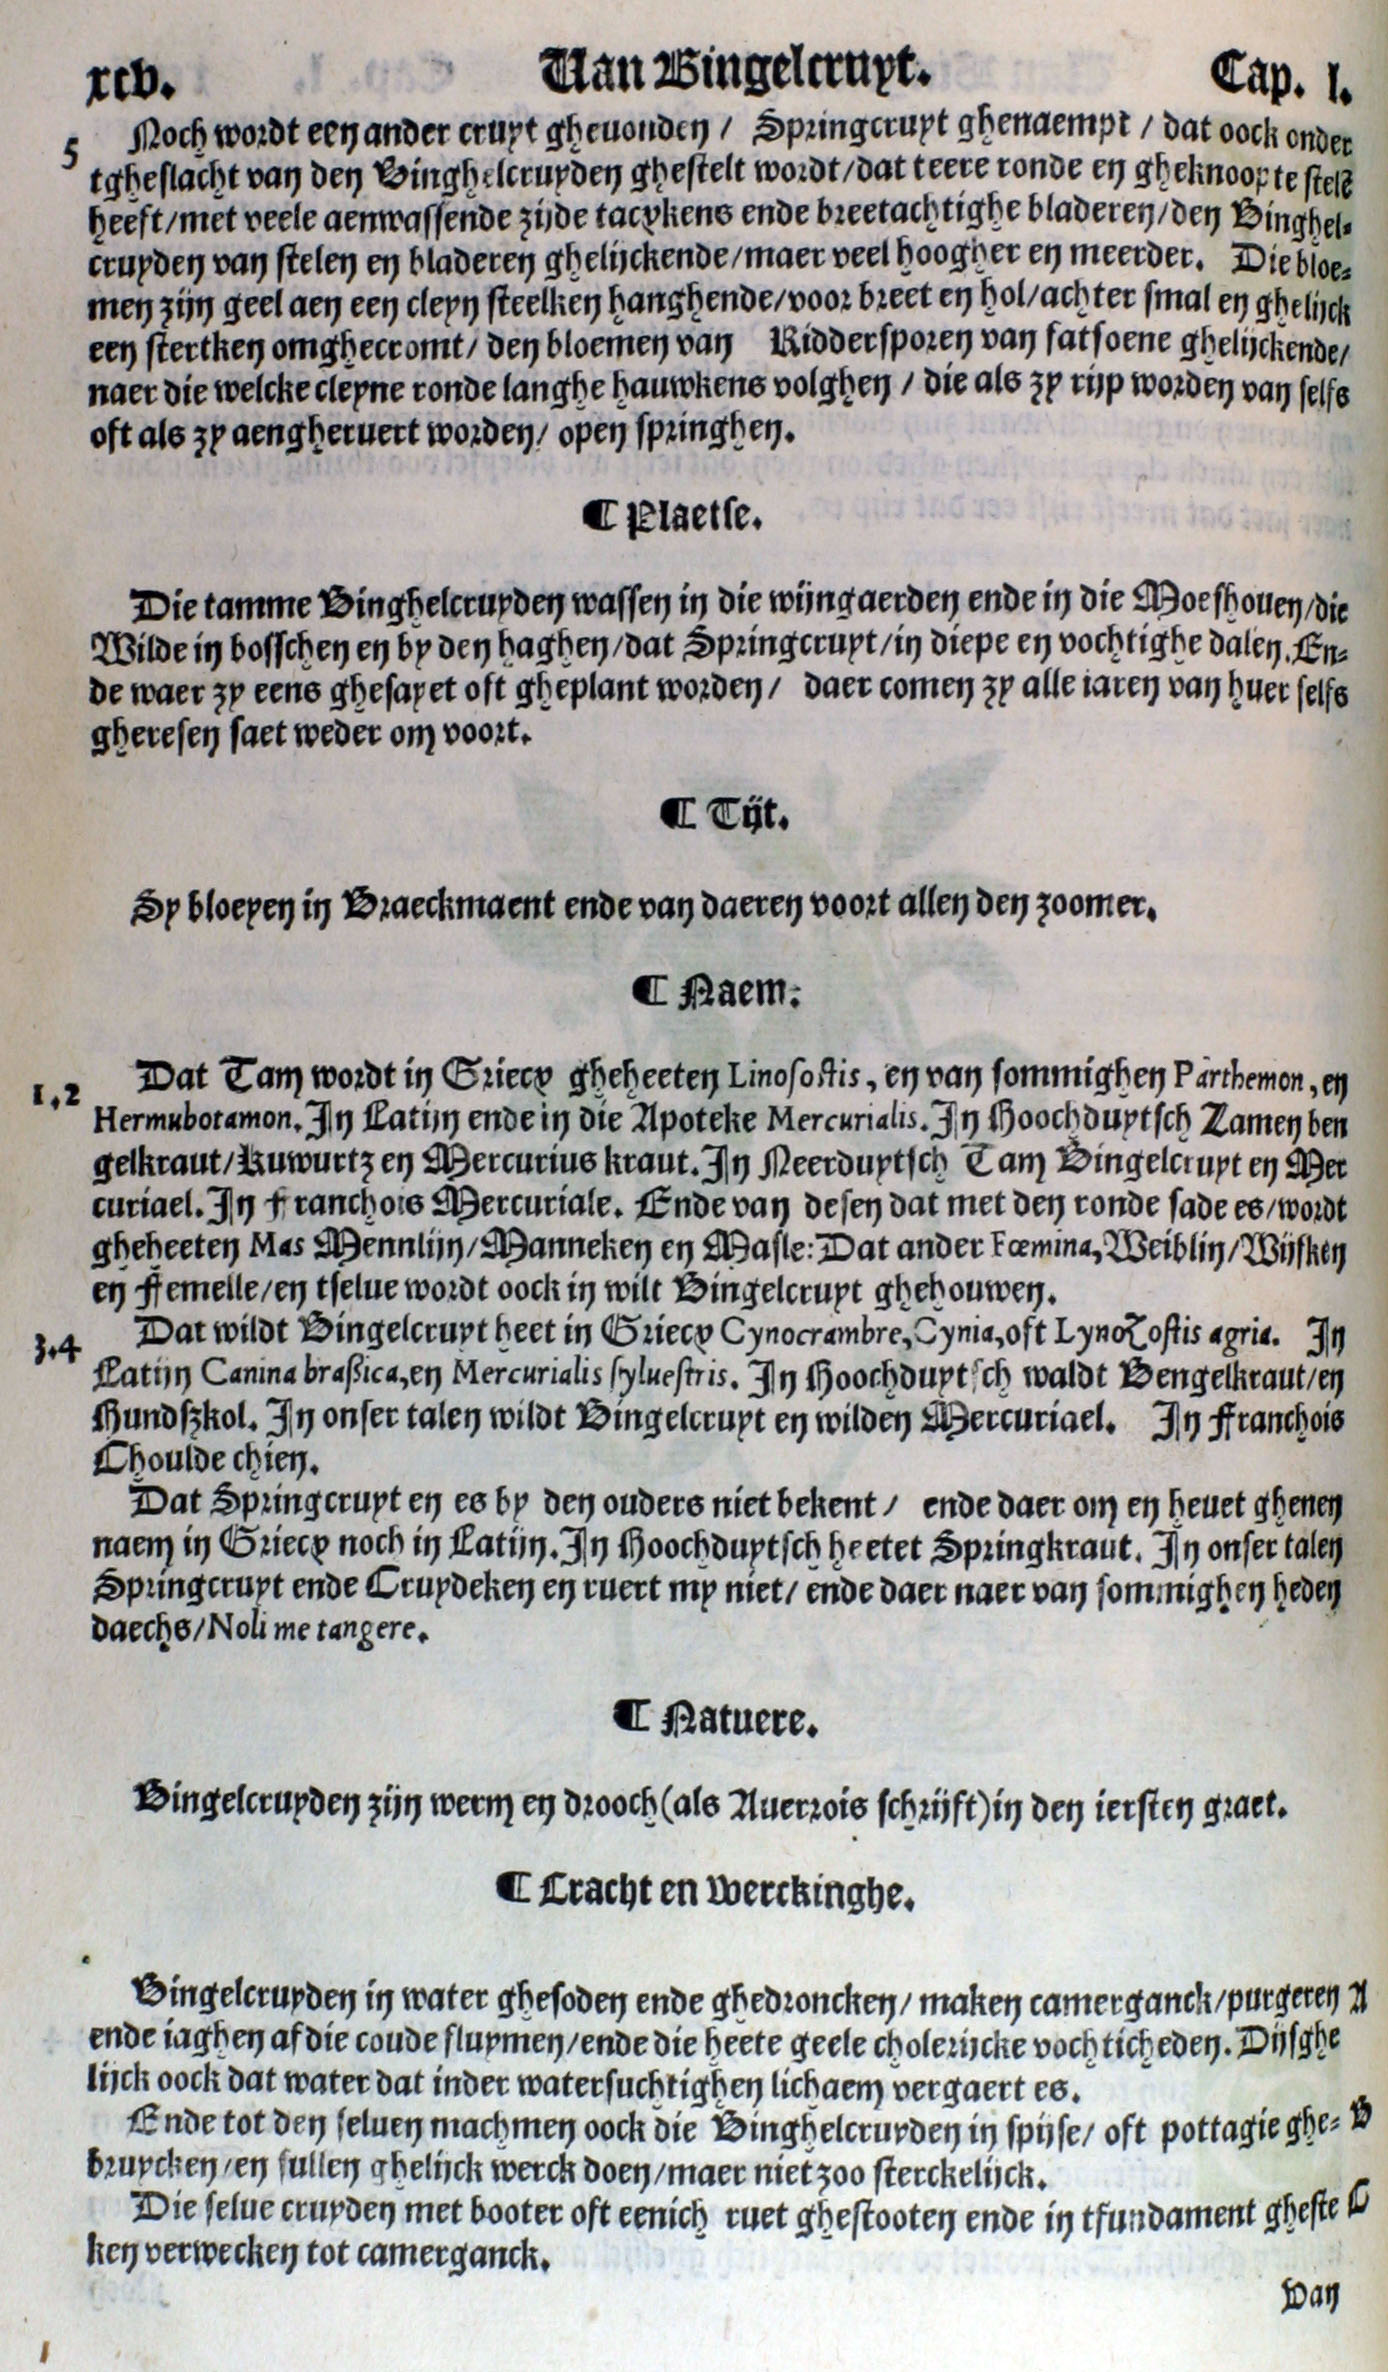 xcv. Van Bingelcruyt. Cap. I.
5 Noch wordt een ander cruyt gheuonden / Springcruyt ghenaempt / dat oock onder
tgheslacht van den Binghelcruyden ghestelt wordt/dat teere ronde en gheknoopte stelē
heeft/met veele aenwassende zijde tacxkens ende breetachtighe bladeren/den Binghel-
cruyden van stelen en bladeren ghelijckende/maer veel hoogher en meerder. Die bloe-
men zijn geel aen een cleyn steelken hanghende/voor breet en hol/achter smal en ghelijck
een stertken omghecromt/ den bloemen van Riddersporen van fatsoene ghelijckende/
naer die welcke cleyne ronde langhe hauwkens volghen / die als zy rijp worden van selfs
oft als zy aengheruert worden/ open springhen.
¶ Plaetse.
Die tamme Binghelcruyden wassen in die wijngaerden ende in die Moeshouen/die
Wilde in bosschen en by den haghen/dat Springcruyt/in diepe en vochtighe dalen. En-
de waer zy eens ghesayet oft gheplant worden/ daer comen zy alle iaren van huer selfs
gheresen saet weder om voort.
¶ Tijt.
Sy bloeyen in Braeckmaent ende van daeren voort allen den zoomer.
¶ Naem.
1.2 Dat Tam wordt in Griecx gheheeten Linosostis, en van sommighen Parthemon, en
Hermubotamon. In Latijn ende in die Apoteke Mercurialis. In Hoochduytsch Zamen ben
gelkraut/Kuwurtz en Mercurius kraut. In Neerduytsch Tam Bingelcruyt en Mer
curiael. In Franchois Mercuriale. Ende van desen dat met den ronde sade es/wordt
gheheeten Mas Mennlijn/Manneken en Masle: Dat ander Fœmina, Weiblin/Wijfken
en Femelle/en tselue wordt oock in wilt Bingelcruyt ghehouwen.
3.4 Dat wildt Bingelcruyt heet in Griecx Cynocrambre, Cynia, oft Lynozostis agria. In
Latijn Canina brassica, en Mercurialis syluestris. In Hoochduytsch waldt Bengelkraut/en
Hundszkol. In onser talen wildt Bingelcruyt en wilden Mercuriael. In Franchois
Choulde chien.
Dat Springcruyt en es by den ouders niet bekent / ende daer om en heuet ghenen
naem in Griecx noch in Latijn. In Hoochduytsch heetet Springkraut. In onser talen
Springcruyt ende Cruydeken en ruert my niet/ ende daer naer van sommighen heden
daechs/Noli me tangere.
¶ Natuere.
Bingelcruyden zijn werm en drooch (als Auerrois schrijft) in den iersten graet.
¶ Cracht en werckinghe.
Bingelcruyden in water ghesoden ende ghedroncken/ maken camerganck/purgeren A
ende iaghen af die coude fluymen/ende die heete geele cholerijcke vochticheden. Dijsghe
lijck oock dat water dat inder watersuchtighen lichaem vergaert es.
Ende tot den seluen machmen oock die Binghelcruyden in spijse/ oft pottagie ghe- B
bruycken/en sullen ghelijck werck doen/maer niet zoo sterckelijck.
Die selue cruyden met booter oft eenich ruet ghestooten ende in tfundament gheste C
ken verwecken tot camerganck.
Van